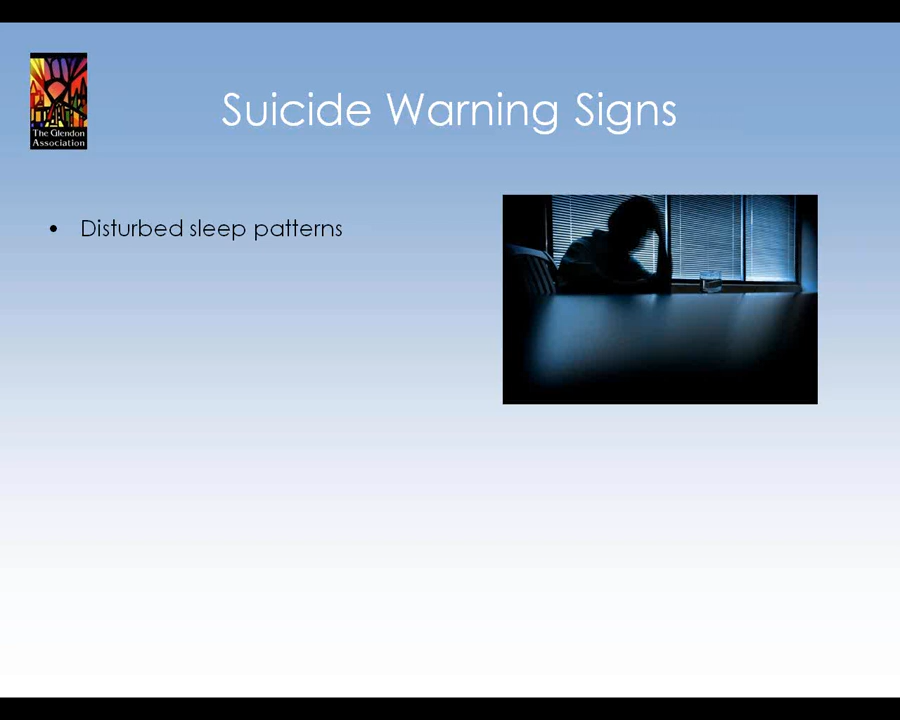 The Glendon
Association
Suicide Warning Signs
• Disturbed sleep patterns